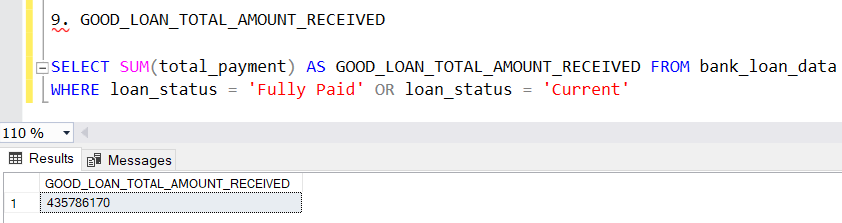 9. GOOD_LOAN_TOTAL_AMOUNT_RECEIVED
SELECT SUM(total_payment) AS GOOD_LOAN_TOTAL_AMOUNT_RECEIVED FROM bank_loan_data
WHERE loan_status = 'Fully Paid' OR loan_status = 'Current'
110 %
Results Messages
GOOD_LOAN_TOTAL_AMOUNT_RECEIVED
1 435786170